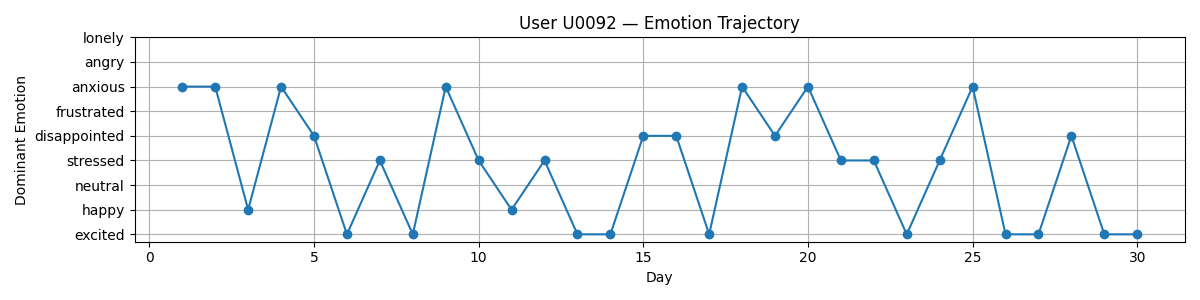 User U0092 — Emotion Trajectory
lonely
angry
anxious
frustrated
disappointed
stressed
neutral
happy
excited
Dominant Emotion
0 5 10 15 20 25 30
Day